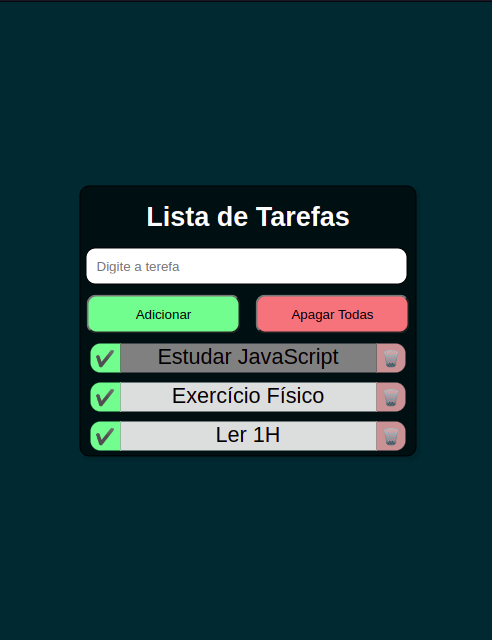 Lista de Tarefas
Digite a terefa
Adicionar Apagar Todas
Estudar JavaScript
Exercício Físico
Ler 1H